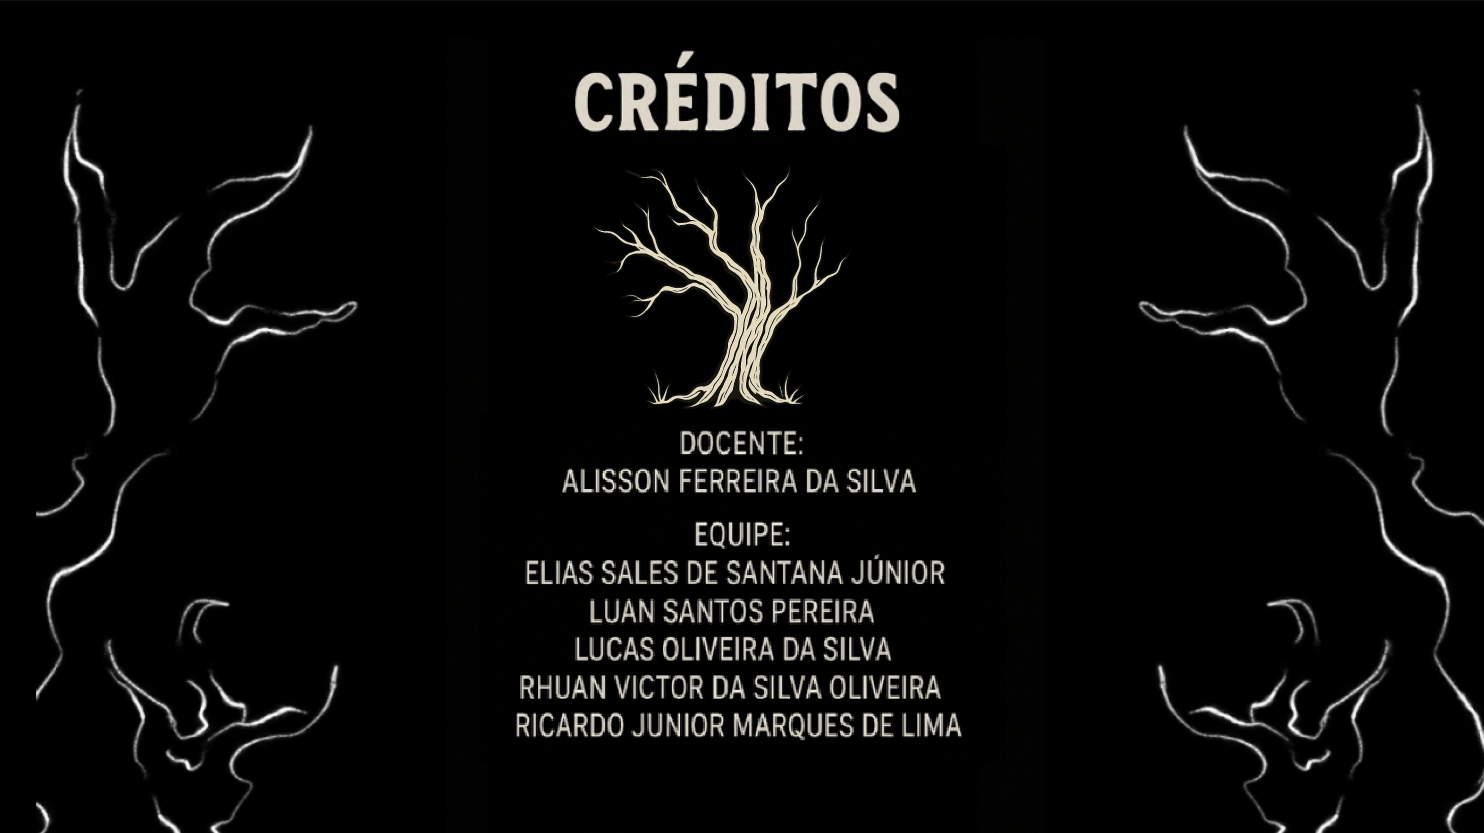 CRÉDITOS
DOCENTE:
ALISSON FERREIRA DA SILVA
EQUIPE:
ELIAS SALES DE SANTANA JÚNIOR
LUAN SANTOS PEREIRA
LUCAS OLIVEIRA DA SILVA
RHUAN VICTOR DA SILVA OLIVEIRA
RICARDO JUNIOR MARQUES DE LIMA